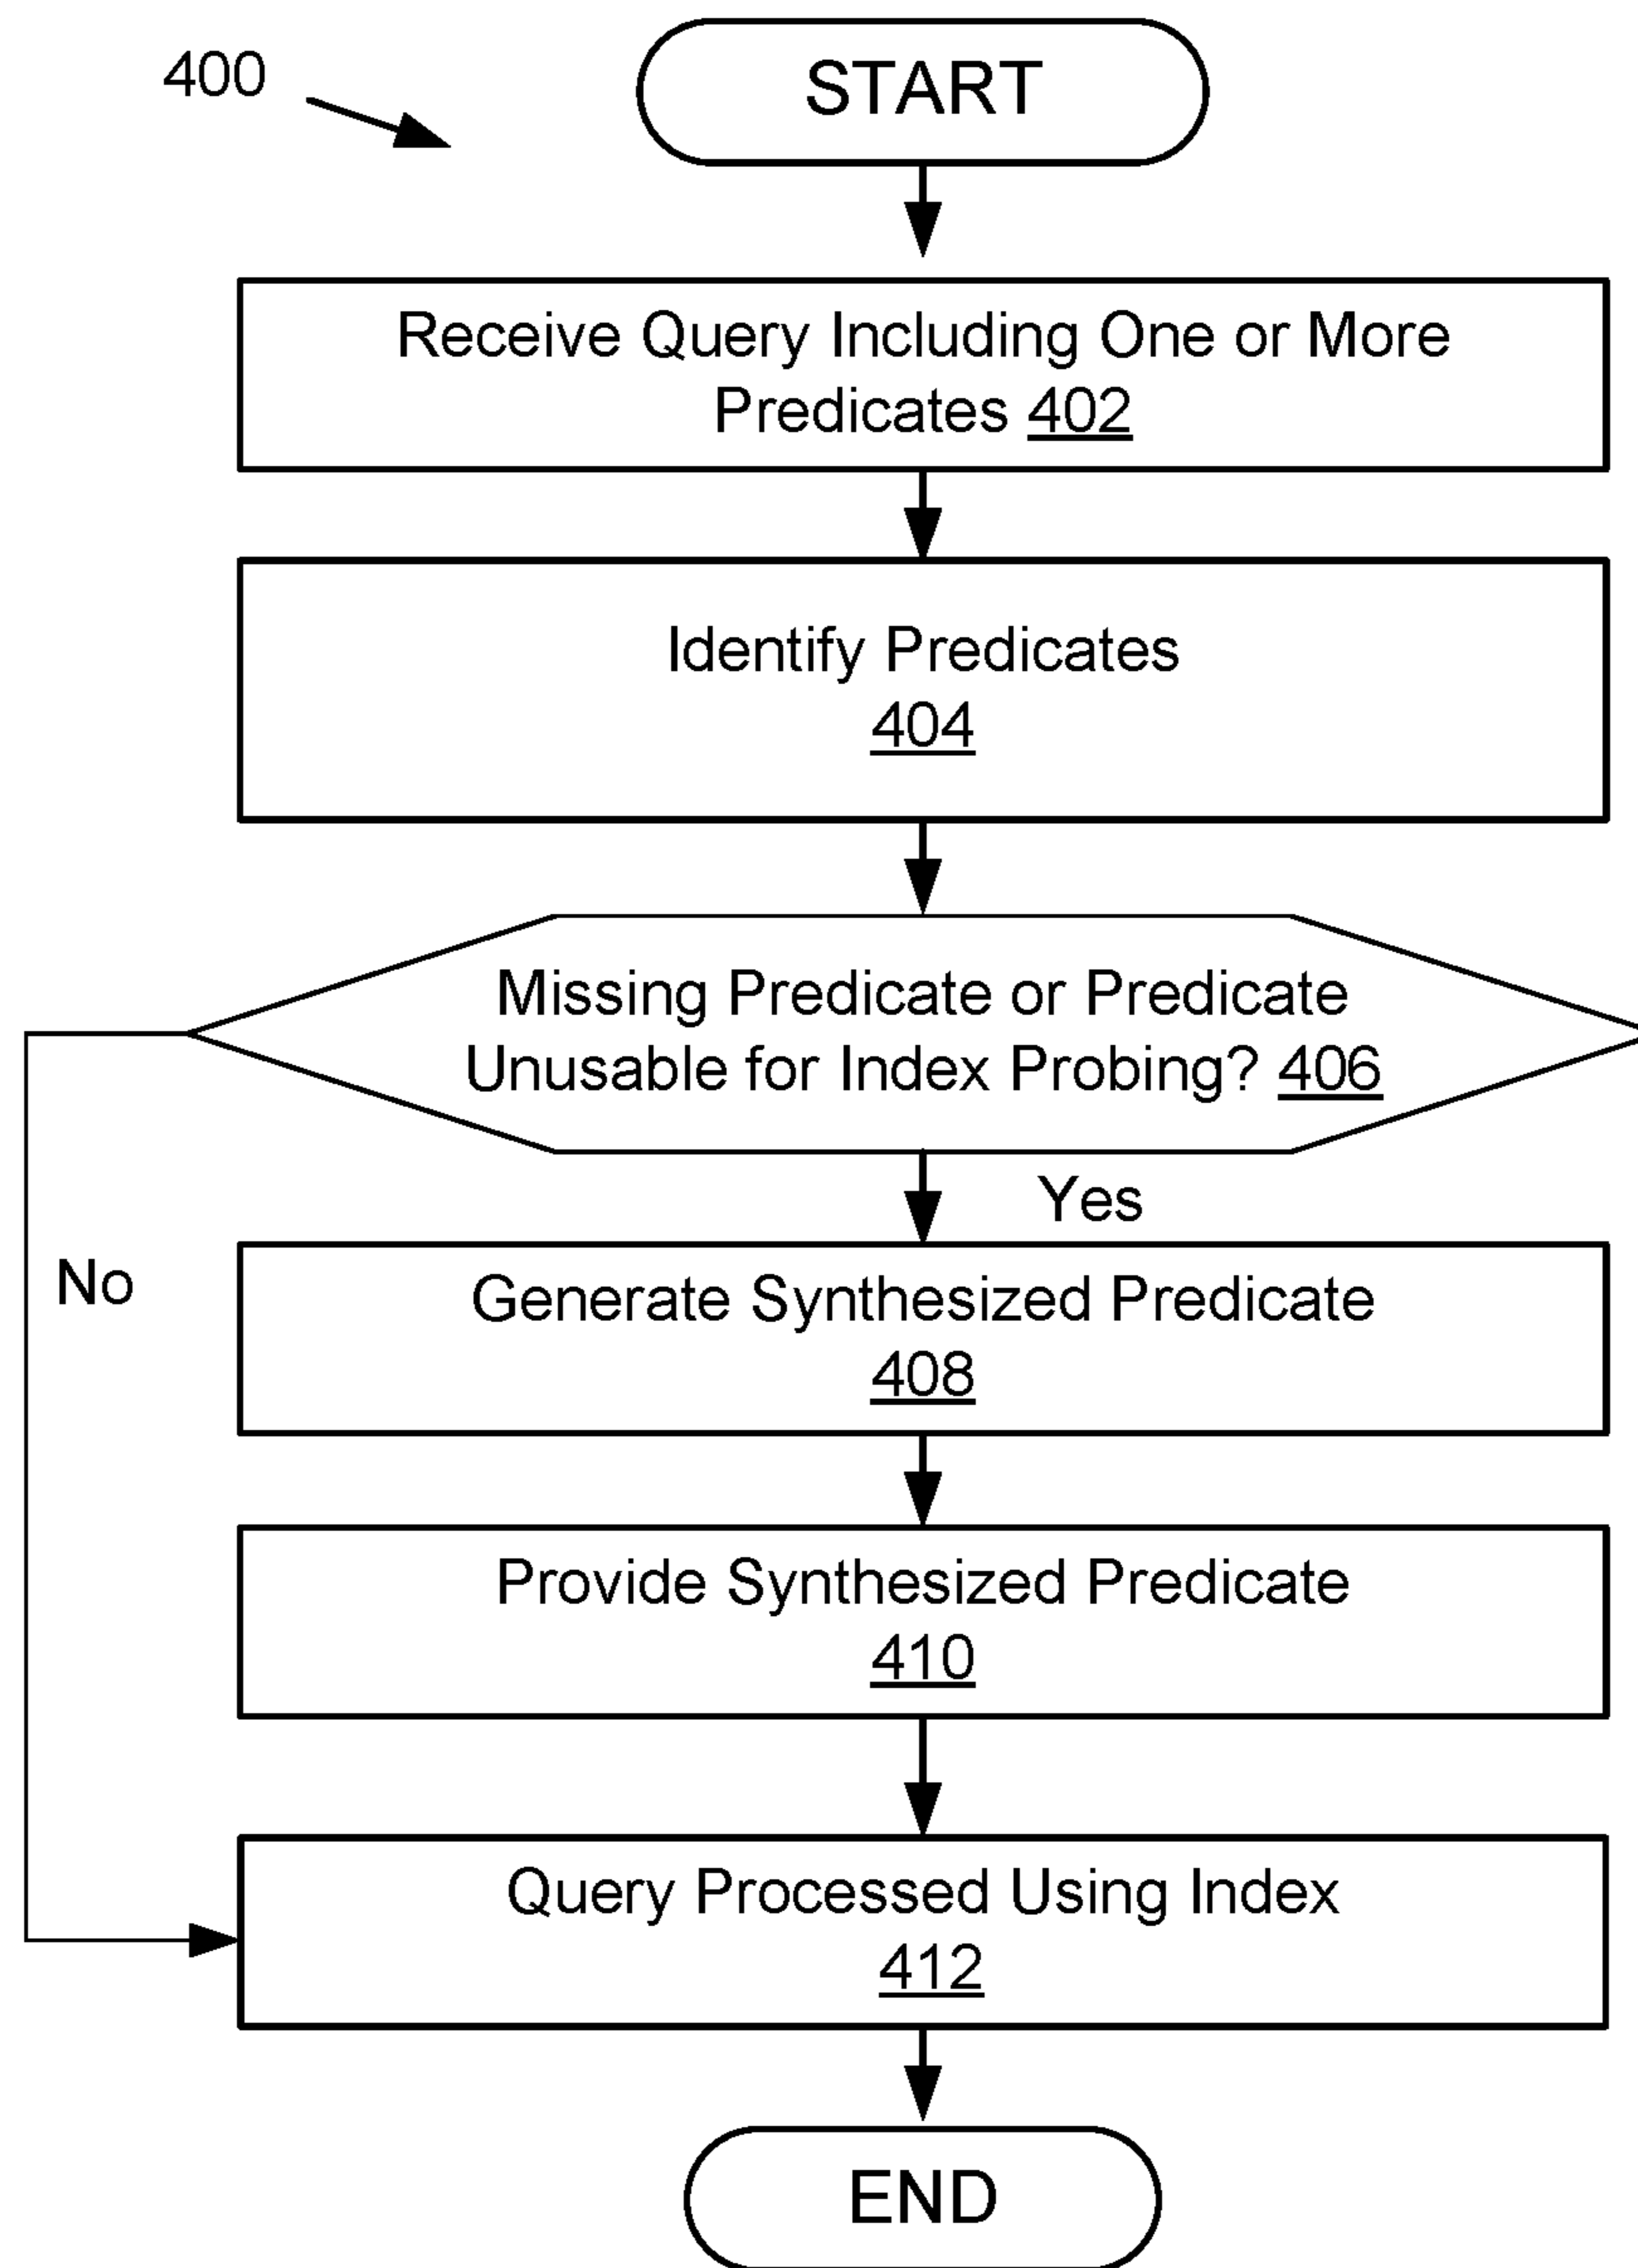 400
START
Receive Query Including One or More
Predicates 402
Identify Predicates
404
Missing Predicate or Predicate
Unusable for Index Probing? 406
Yes
No
Generate Synthesized Predicate
408
Provide Synthesized Predicate
410
Query Processed Using Index
412
END